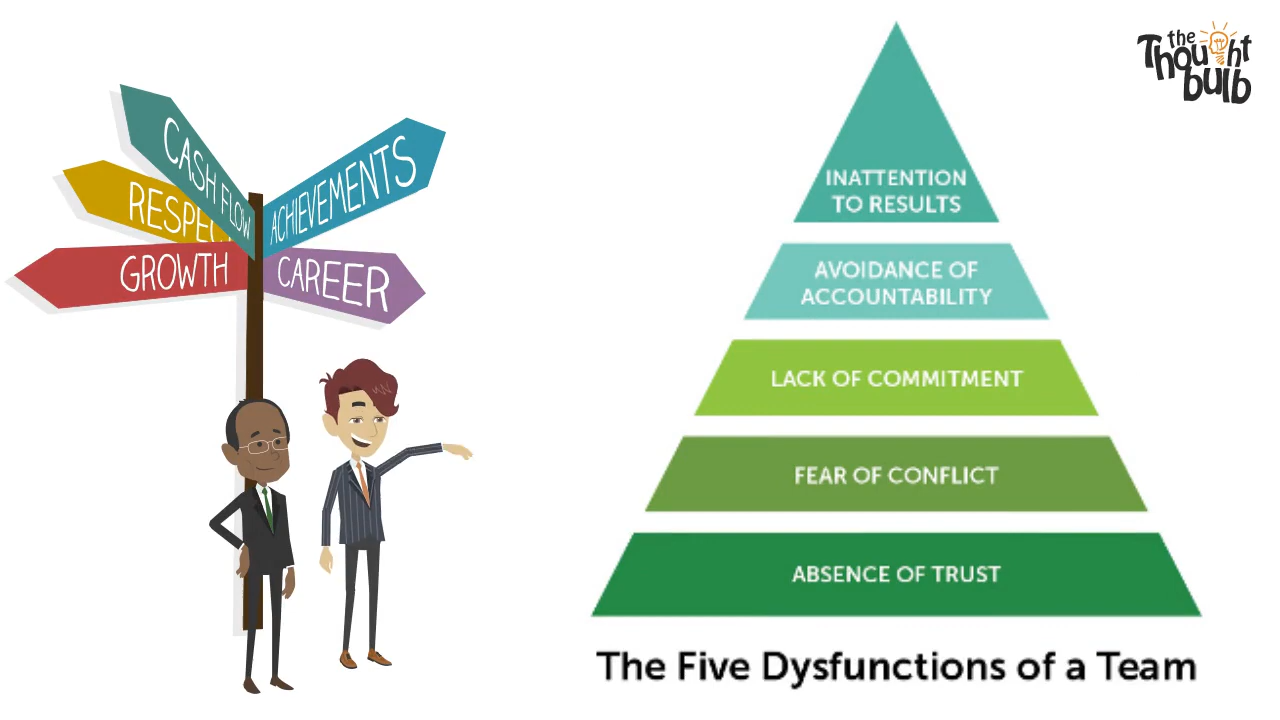 the
Thought
bulb
CASH FLOW
ACHIEVEMENTS
RESPEC
GROWTH
CAREER
INATTENTION
TO RESULTS
AVOIDANCE OF
ACCOUNTABILITY
LACK OF COMMITMENT
FEAR OF CONFLICT
ABSENCE OF TRUST
The Five Dysfunctions of a Team